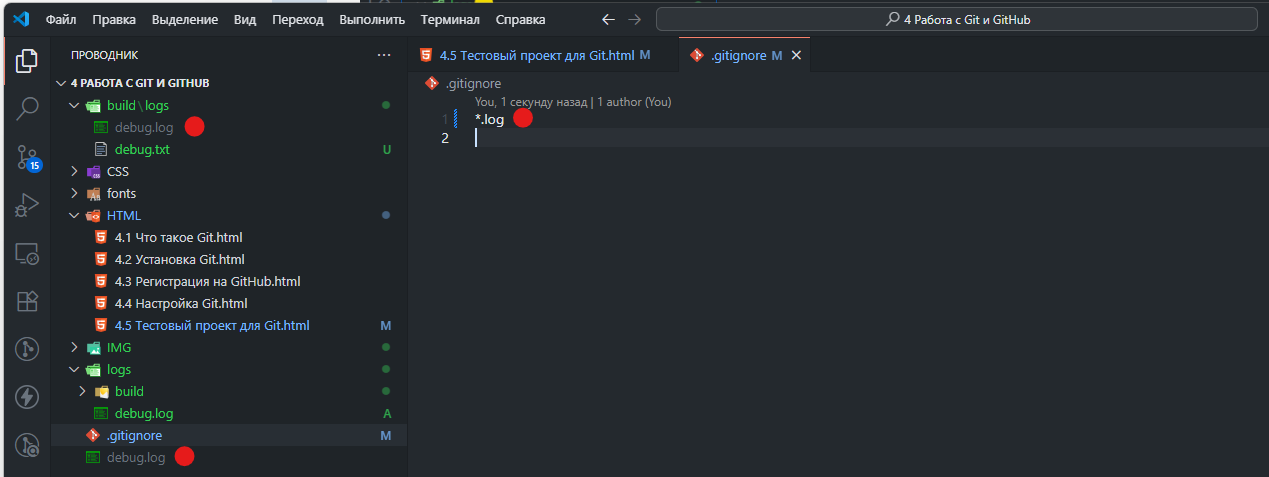 Файл Правка Выделение Вид Переход Выполнить Терминал Справка 4 Работа с Git и GitHub
ПРОВОДНИК
4 РАБОТА С GIT И GITHUB
build\logs
debug.log
debug.txt U
CSS
fonts
HTML
4.1 Что такое Git.html
4.2 Установка Git.html
4.3 Регистрация на GitHub.html
4.4 Настройка Git.html
4.5 Тестовый проект для Git.html M
IMG
logs
build
debug.log A
.gitignore M
debug.log
15
4.5 Тестовый проект для Git.html M
.gitignore M
.gitignore
You, 1 секунду назад | 1 author (You)
1 *.log
2